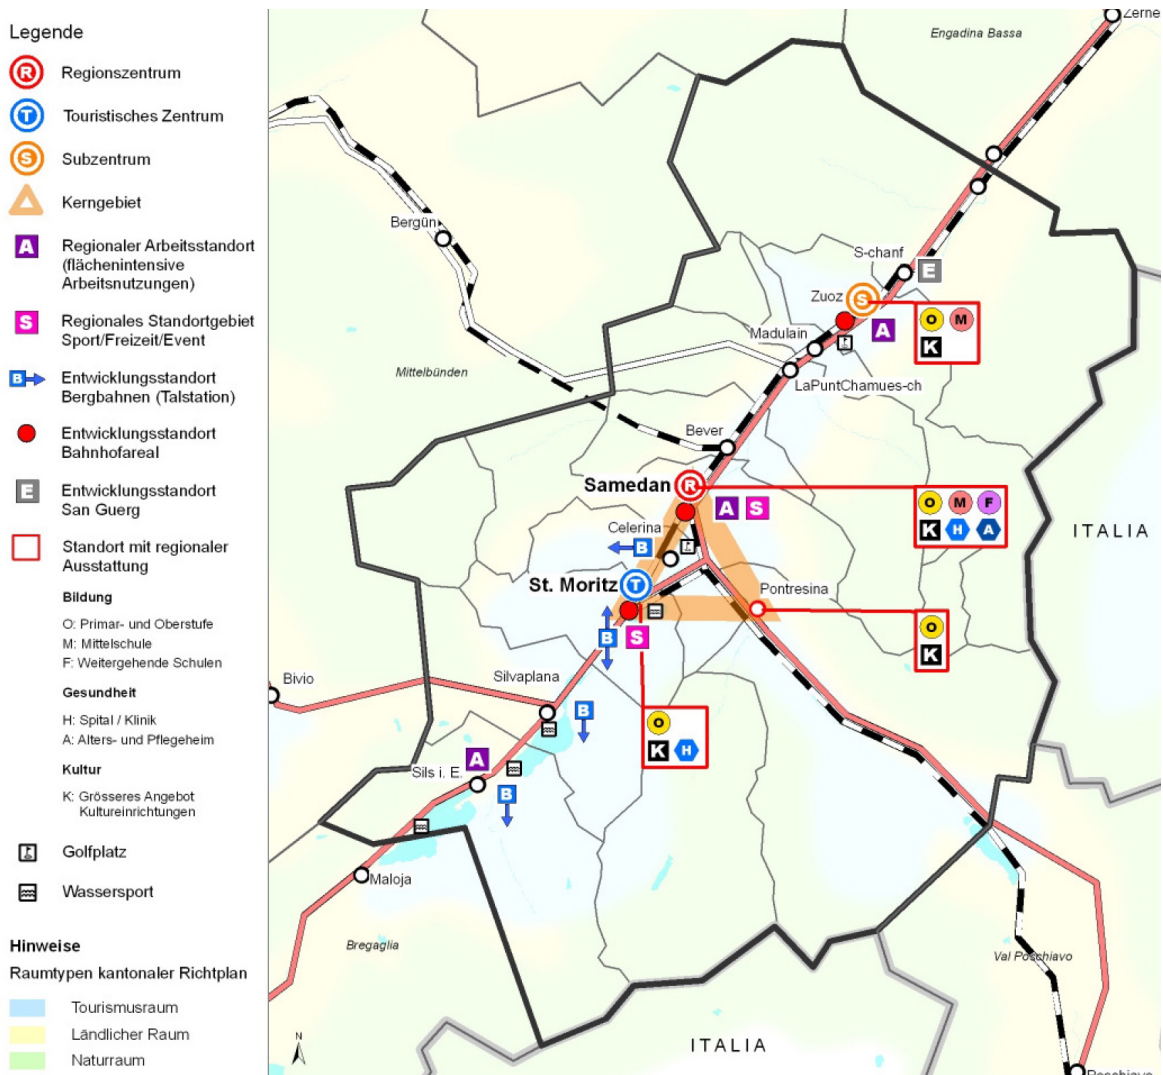 Legende
R Regionszentrum
T Touristisches Zentrum
S Subzentrum
Kerngebiet
A Regionaler Arbeitsstandort
(flächenintensive
Arbeitsnutzungen)
S Regionales Standortgebiet
Sport/Freizeit/Event
B Entwicklungsstandort
Bergbahnen (Talstation)
Entwicklungsstandort
Bahnhofareal
E Entwicklungsstandort
San Guerg
Standort mit regionaler
Ausstattung
Bildung
O: Primar- und Oberstufe
M: Mittelschule
F: Weitergehende Schulen
Gesundheit
H: Spital / Klinik
A: Alters- und Pflegeheim
Kultur
K: Grösseres Angebot
Kultureinrichtungen
Golfplatz
Wassersport
Hinweise
Raumtypen kantonaler Richtplan
Tourismusraum
Ländlicher Raum
Naturraum
Zerne
Engadina Bassa
Bergün
S-chanf
E
Zuoz
S
O M
K
A
Madulain
Mittelbünden
LaPuntChamues-ch
Bever
Samedan
R
A S
O M F
K H A
ITALIA
Celerina
B
St. Moritz
T
Pontresina
O
K
B
S
Bivio
Silvaplana
B
O
K H
A
Sils i. E.
B
Maloja
Bregaglia
Val Poschiavo
N
ITALIA
Poschiavo